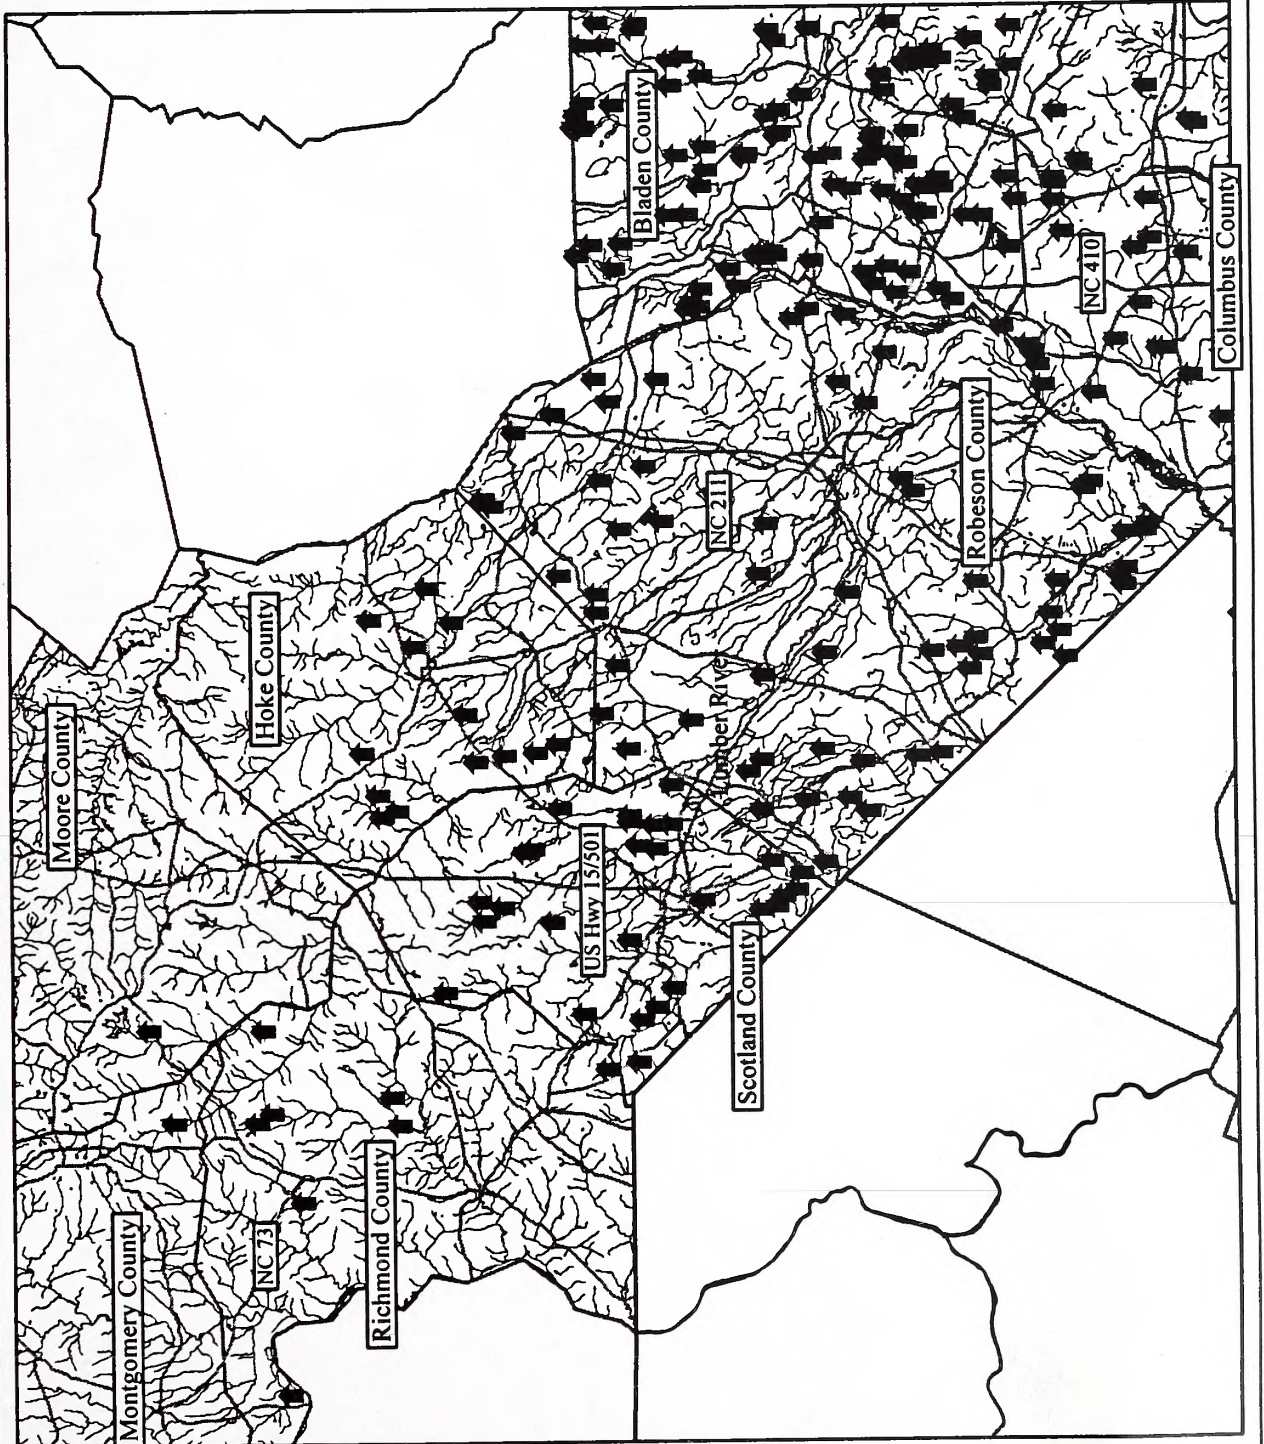 Montgomery County
Moore County
NC 73
Hoke County
Richmond County
US Hwy 15/501
Bladen County
NC 211
Lumber River
Scotland County
Robeson County
NC 410
Columbus County